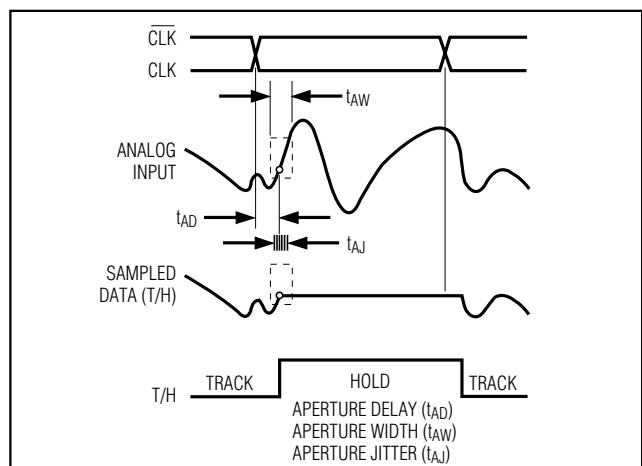 CLK
CLK
tAW
ANALOG
INPUT
tAD
tAJ
SAMPLED
DATA (T/H)
TRACK
HOLD
TRACK
T/H
APERTURE DELAY (tAD)
APERTURE WIDTH (tAW)
APERTURE JITTER (tAJ)